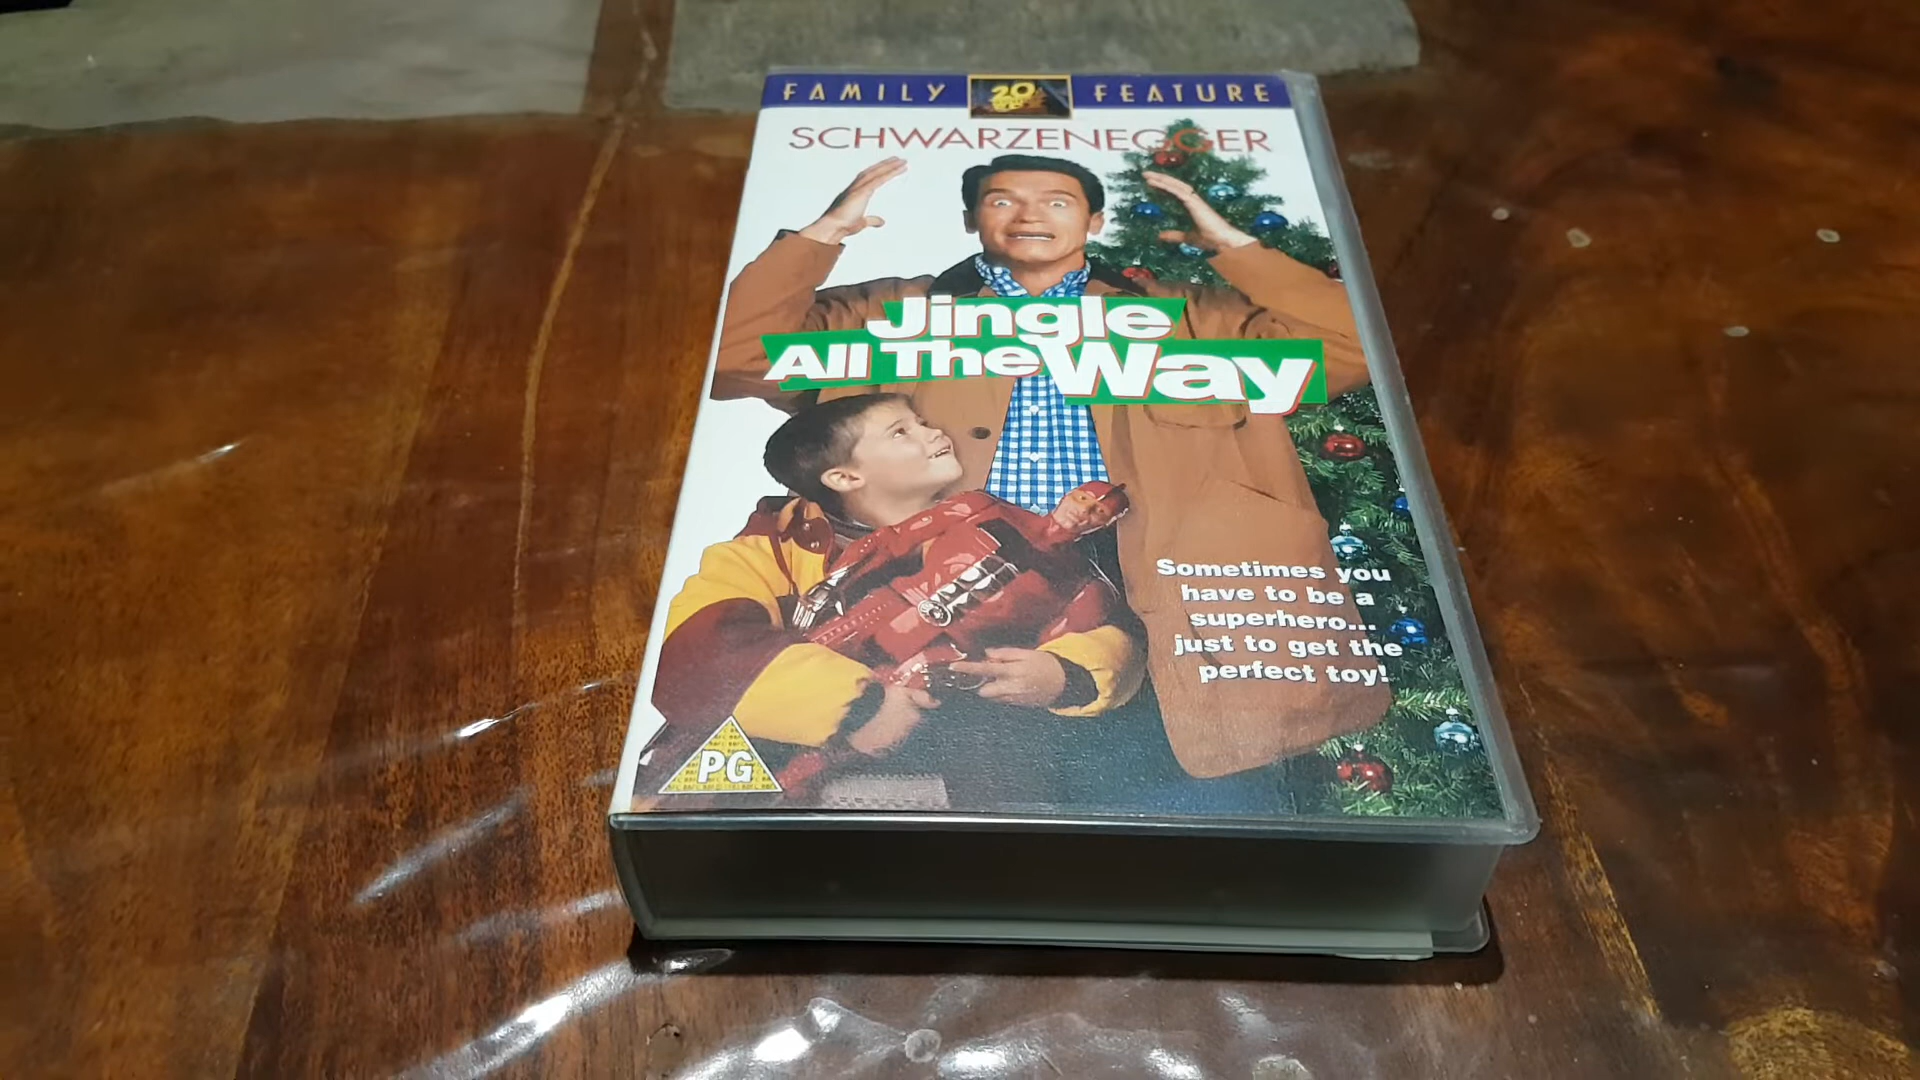 FAMILY 20 FEATURE
SCHWARZENEGGER
Jingle
All The Way
Sometimes you
have to be a
superhero...
just to get the
perfect toy!
PG